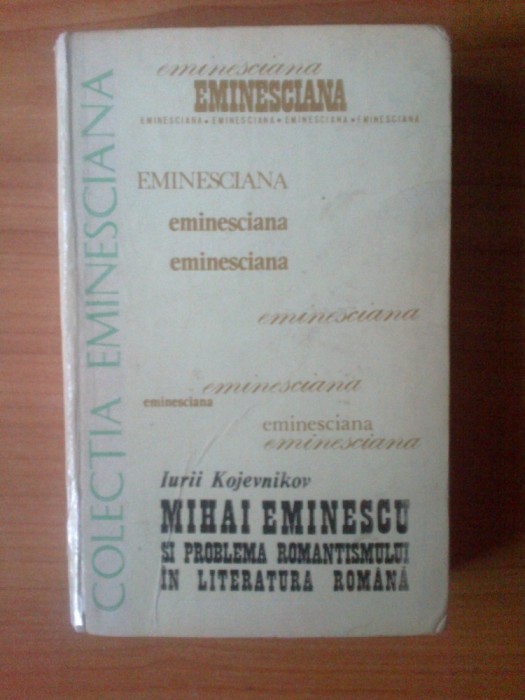 COLECTIA EMINESCIANA
eminesciana
EMINESCIANA
EMINESCIANA • EMINESCIANA • EMINESCIANA • EMINESCIANA
EMINESCIANA
eminesciana
eminesciana
eminesciana
eminesciana
eminesciana
eminesciana
eminesciana
Iurii Kojevnikov
MIHAI EMINESCU
SI PROBLEMA ROMANTISMULUI
ÎN LITERATURA ROMÂNĂ